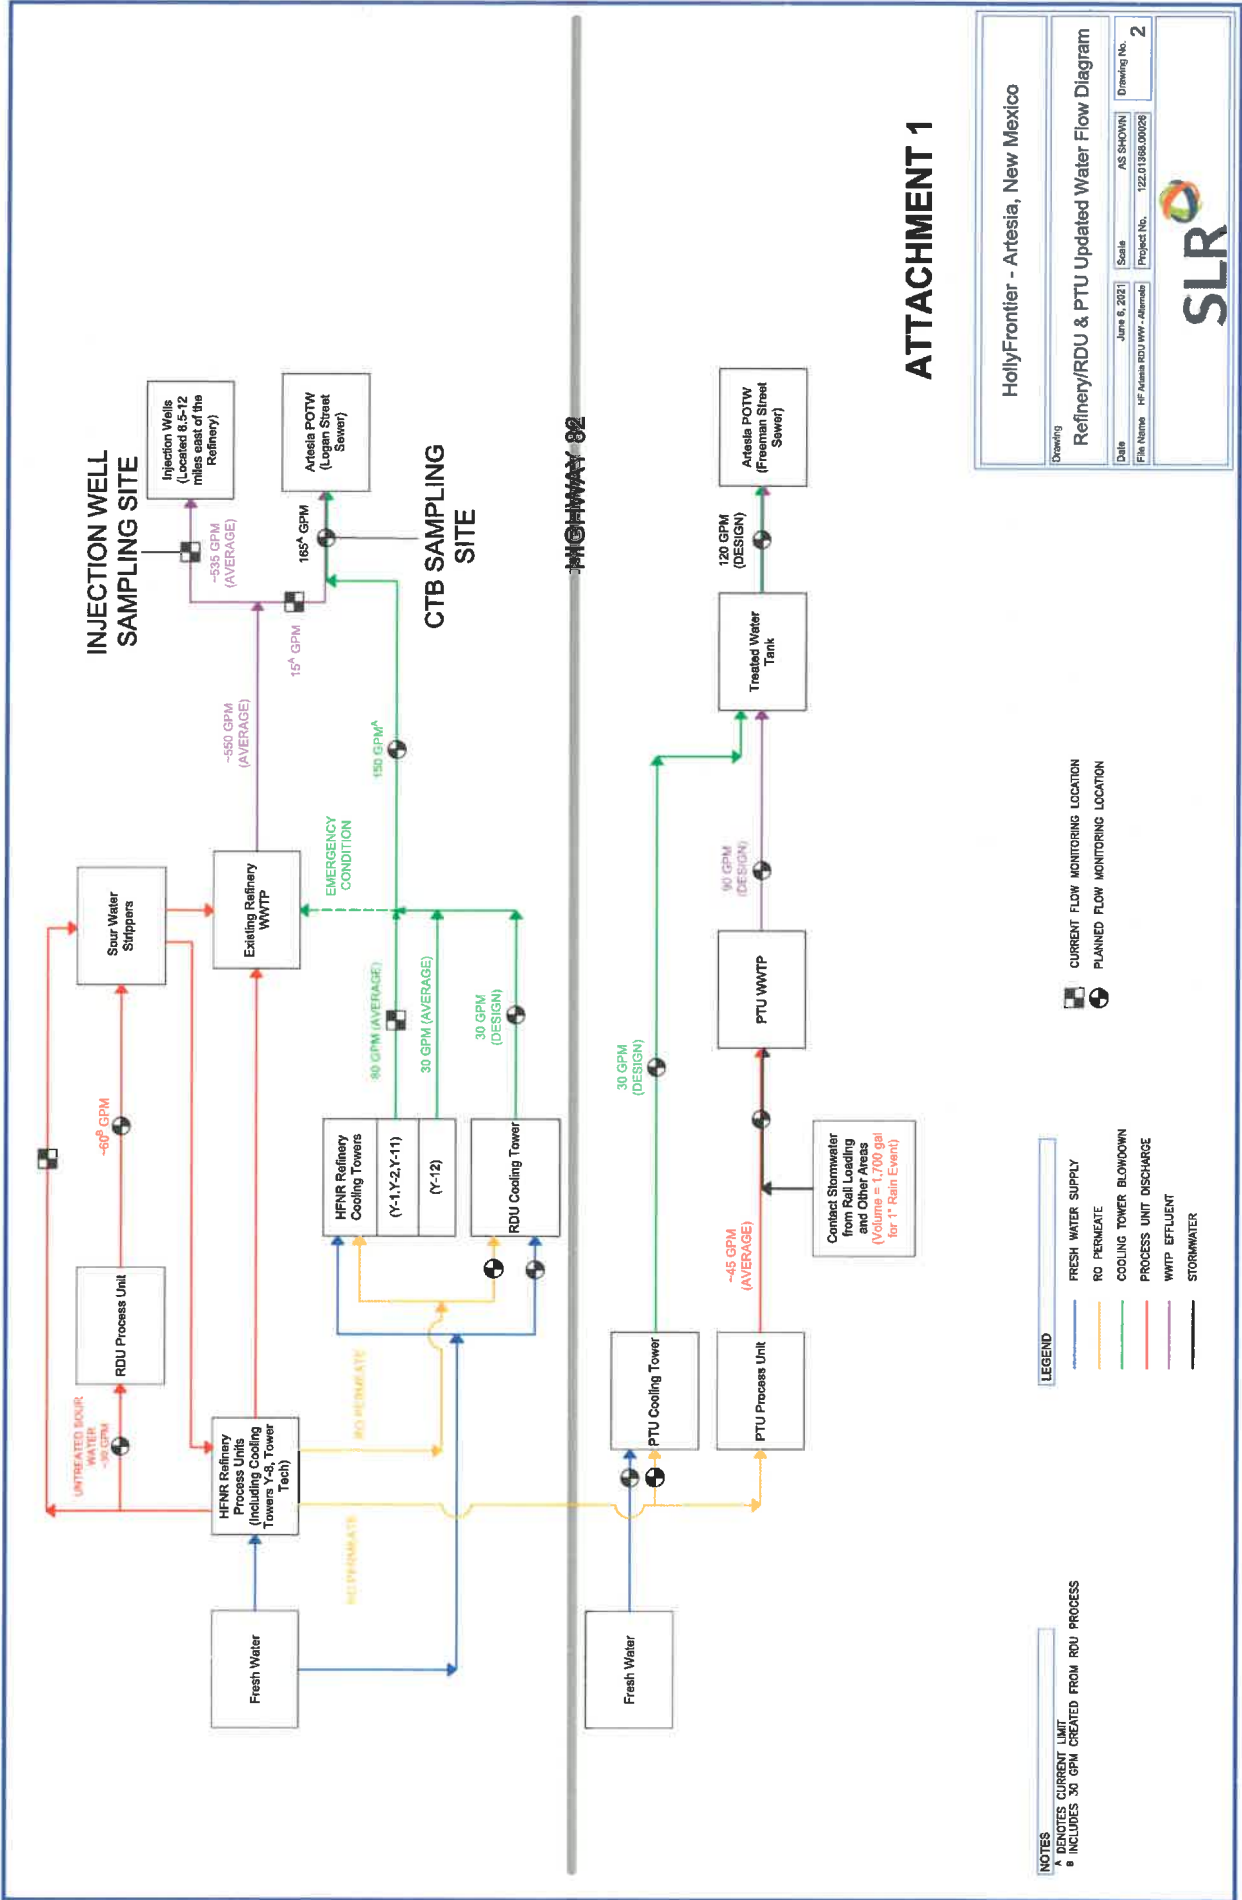 INJECTION WELL
SAMPLING SITE
Injection Wells
(Located 8.5-12
miles east of the
Refinery)
~535 GPM
(AVERAGE)
Artesia POTW
(Logan Street
Sewer)
165ᴬ GPM
15ᴬ GPM
CTB SAMPLING
SITE
~550 GPM
(AVERAGE)
150 GPMᴬ
Sour Water
Strippers
Existing Refinery
WWTP
EMERGENCY
CONDITION
80 GPM (AVERAGE)
30 GPM (AVERAGE)
30 GPM
(DESIGN)
~60ᴮ GPM
HFNR Refinery
Cooling Towers
(Y-1,Y-2,Y-11)
(Y-12)
RDU Cooling Tower
RDU Process Unit
UNTREATED SOUR
WATER
~30 GPM
HFNR Refinery
Process Units
(Including Cooling
Towers Y-8, Tower
Tech)
RO PERMEATE
Fresh Water
HIGHWAY 82
Fresh Water
PTU Cooling Tower
PTU Process Unit
30 GPM
(DESIGN)
~45 GPM
(AVERAGE)
Contact Stormwater
from Rail Loading
and Other Areas
(Volume = 1,700 gal
for 1" Rain Event)
PTU WWTP
90 GPM
(DESIGN)
Treated Water
Tank
120 GPM
(DESIGN)
Artesia POTW
(Freeman Street
Sewer)
ATTACHMENT 1
NOTES
A DENOTES CURRENT LIMIT
B INCLUDES 30 GPM CREATED FROM RDU PROCESS
LEGEND
FRESH WATER SUPPLY
RO PERMEATE
COOLING TOWER BLOWDOWN
PROCESS UNIT DISCHARGE
WWTP EFFLUENT
STORMWATER
CURRENT FLOW MONITORING LOCATION
PLANNED FLOW MONITORING LOCATION
HollyFrontier - Artesia, New Mexico
Drawing
Refinery/RDU & PTU Updated Water Flow Diagram
Date June 6, 2021 Scale AS SHOWN Drawing No. 2
File Name HF Artesia RDU WW - Alternate Project No. 122.01368.00026
SLR